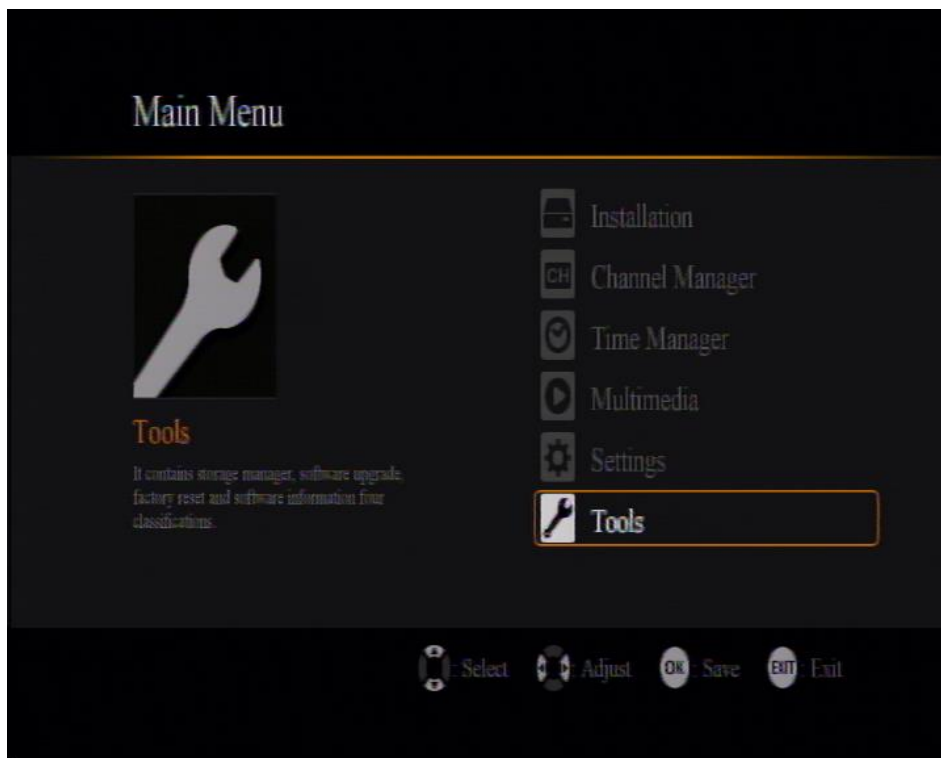 Main Menu
Installation
CH
Channel Manager
Time Manager
Multimedia
Settings
Tools
Tools
It contains storage manager, software upgrade,
factory reset and software information four
classifications.
: Select
: Adjust
OK : Save
EXIT : Exit